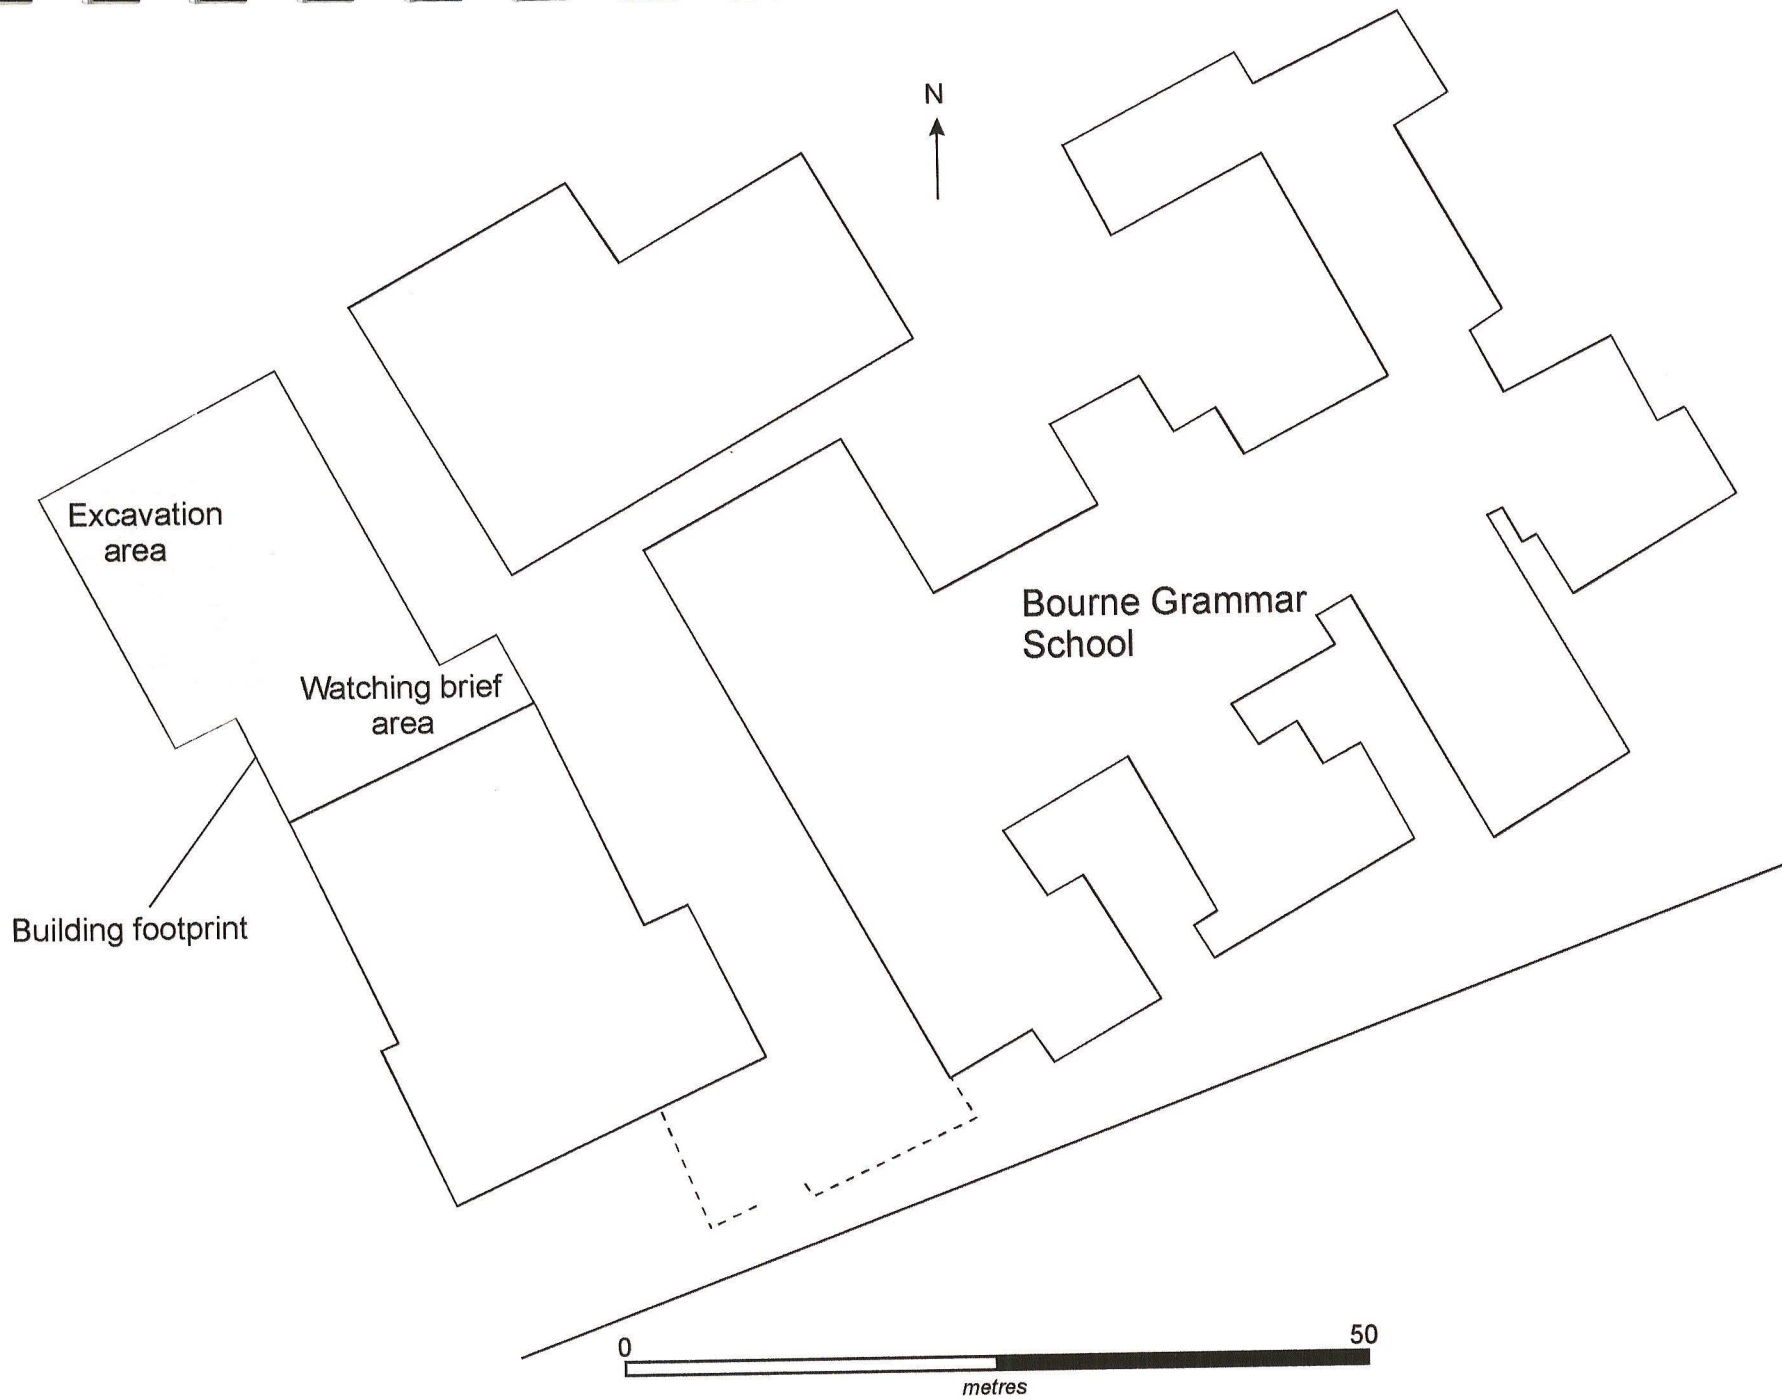 N
Excavation
area
Watching brief
area
Bourne Grammar
School
Building footprint
0
50
metres